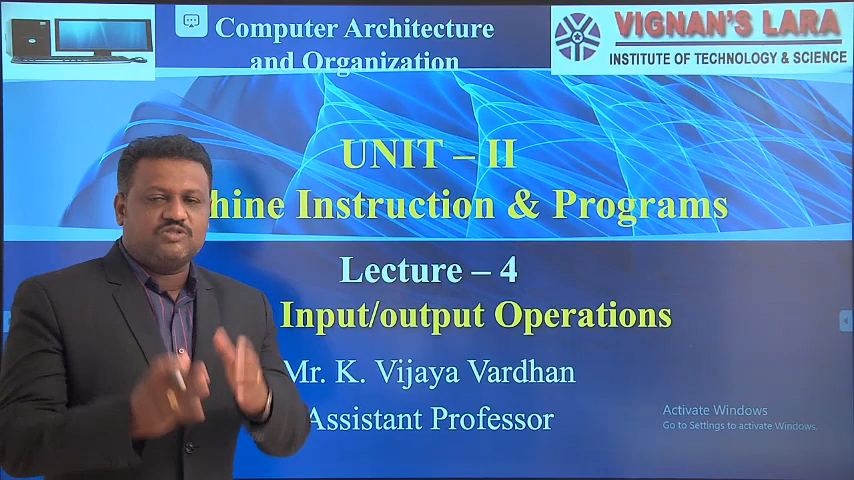 Computer Architecture
and Organization
VIGNAN'S LARA
INSTITUTE OF TECHNOLOGY & SCIENCE
UNIT – II
hine Instruction & Programs
Lecture – 4
Input/output Operations
Mr. K. Vijaya Vardhan
Assistant Professor
Activate Windows
Go to Settings to activate Windows.